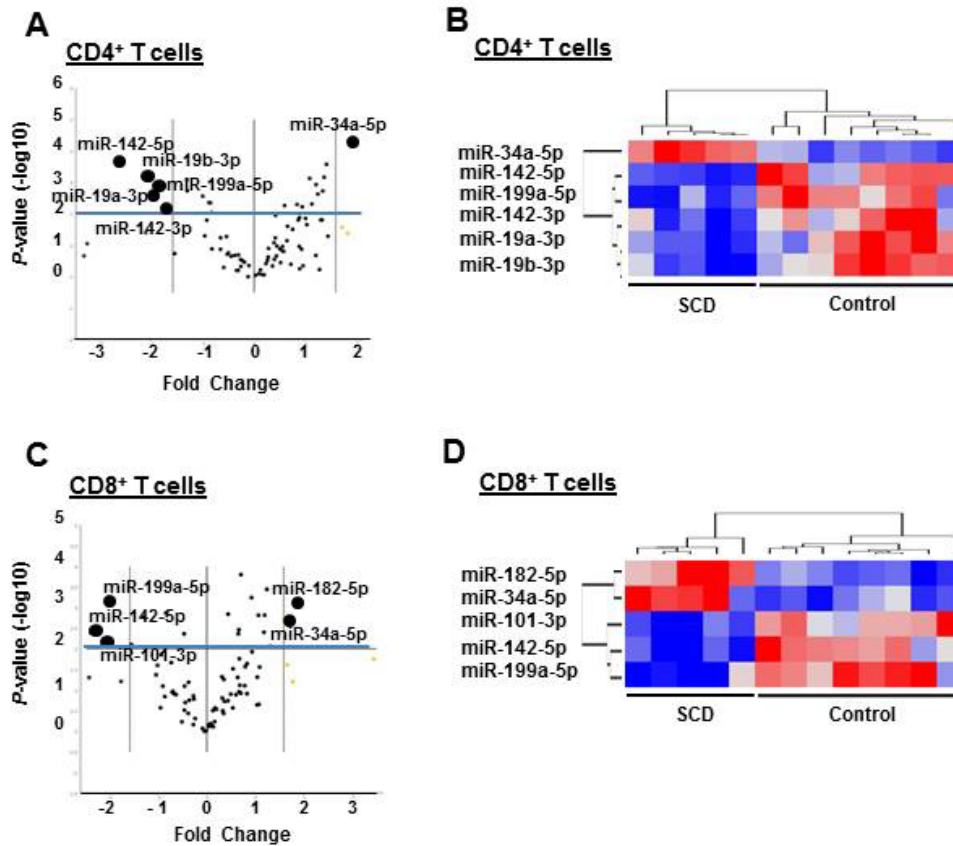 A
CD4+ T cells
P-value (-log10)
6
5
4
3
2
1
0
miR-34a-5p
miR-142-5p
miR-19b-3p
miR-199a-5p
miR-19a-3p
miR-142-3p
-3
-2
-1
0
1
2
Fold Change
B
CD4+ T cells
miR-34a-5p
miR-142-5p
miR-199a-5p
miR-142-3p
miR-19a-3p
miR-19b-3p
SCD
Control
C
CD8+ T cells
P-value (-log10)
5
4
3
2
1
0
miR-199a-5p
miR-182-5p
miR-142-5p
miR-34a-5p
miR-101-3p
-2
-1
0
1
2
3
Fold Change
D
CD8+ T cells
miR-182-5p
miR-34a-5p
miR-101-3p
miR-142-5p
miR-199a-5p
SCD
Control